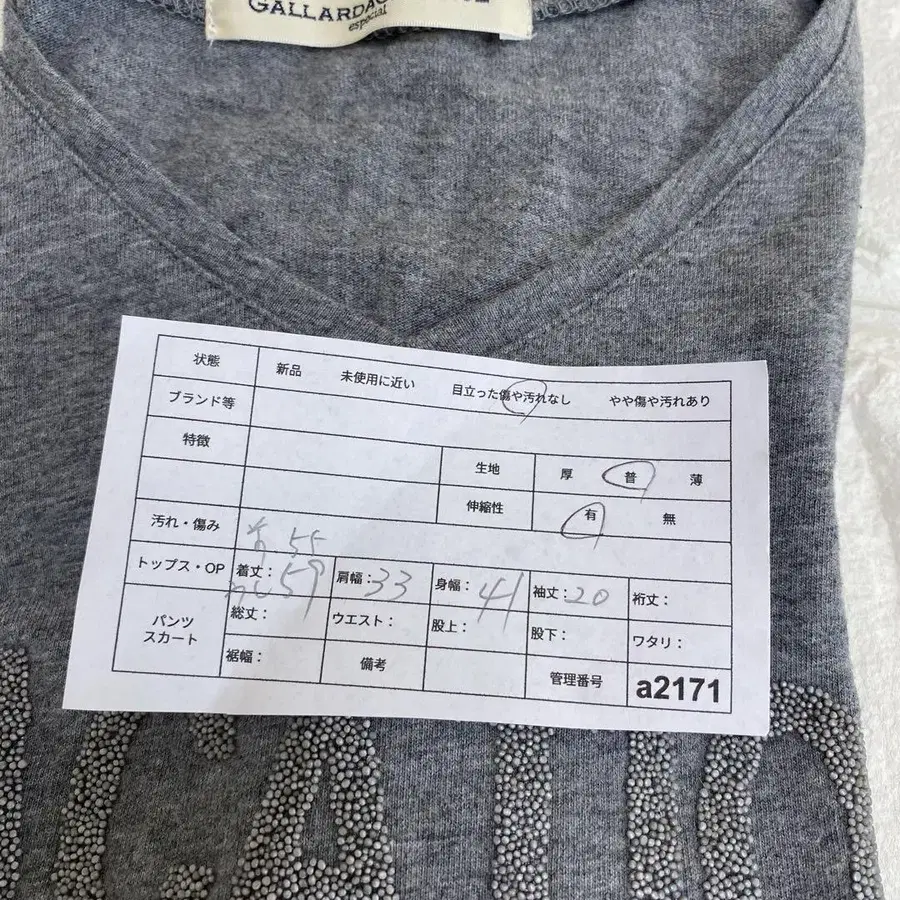 GALLARDAG
especial
状態 新品 未使用に近い 目立った傷や汚れなし やや傷や汚れあり
ブランド等
特徴 生地 厚 普 薄
伸縮性 有 無
汚れ・傷み 前 55
トップス・OP 着丈:59 肩幅:33 身幅:41 袖丈:20 裄丈:
パンツ スカート 総丈: ウエスト: 股上: 股下: ワタリ:
裾幅: 備考 管理番号 a2171